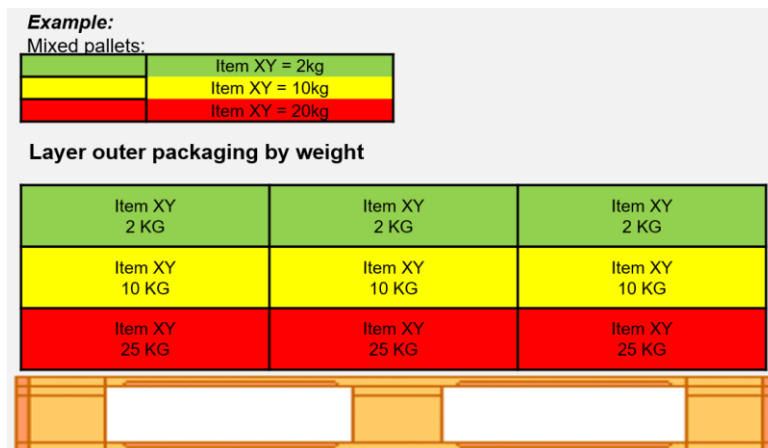 Example:
Mixed pallets:
Item XY = 2kg
Item XY = 10kg
Item XY = 20kg
Layer outer packaging by weight
Item XY Item XY Item XY
2 KG 2 KG 2 KG
Item XY Item XY Item XY
10 KG 10 KG 10 KG
Item XY Item XY Item XY
25 KG 25 KG 25 KG